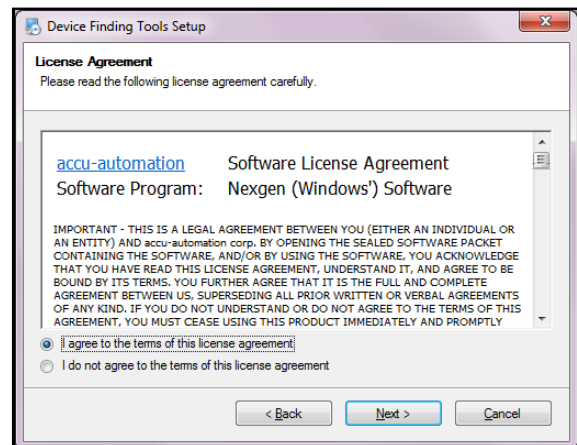 Device Finding Tools Setup
License Agreement
Please read the following license agreement carefully.
accu-automation Software License Agreement
Software Program: Nexgen (Windows') Software
IMPORTANT - THIS IS A LEGAL AGREEMENT BETWEEN YOU (EITHER AN INDIVIDUAL OR
AN ENTITY) AND accu-automation corp. BY OPENING THE SEALED SOFTWARE PACKET
CONTAINING THE SOFTWARE, AND/OR BY USING THE SOFTWARE, YOU ACKNOWLEDGE
THAT YOU HAVE READ THIS LICENSE AGREEMENT, UNDERSTAND IT, AND AGREE TO BE
BOUND BY ITS TERMS. YOU FURTHER AGREE THAT IT IS THE FULL AND COMPLETE
AGREEMENT BETWEEN US, SUPERSEDING ALL PRIOR WRITTEN OR VERBAL AGREEMENTS
OF ANY KIND. IF YOU DO NOT UNDERSTAND OR DO NOT AGREE TO THE TERMS OF THIS
AGREEMENT, YOU MUST CEASE USING THIS PRODUCT IMMEDIATELY AND PROMPTLY
I agree to the terms of this license agreement
I do not agree to the terms of this license agreement
< Back Next > Cancel